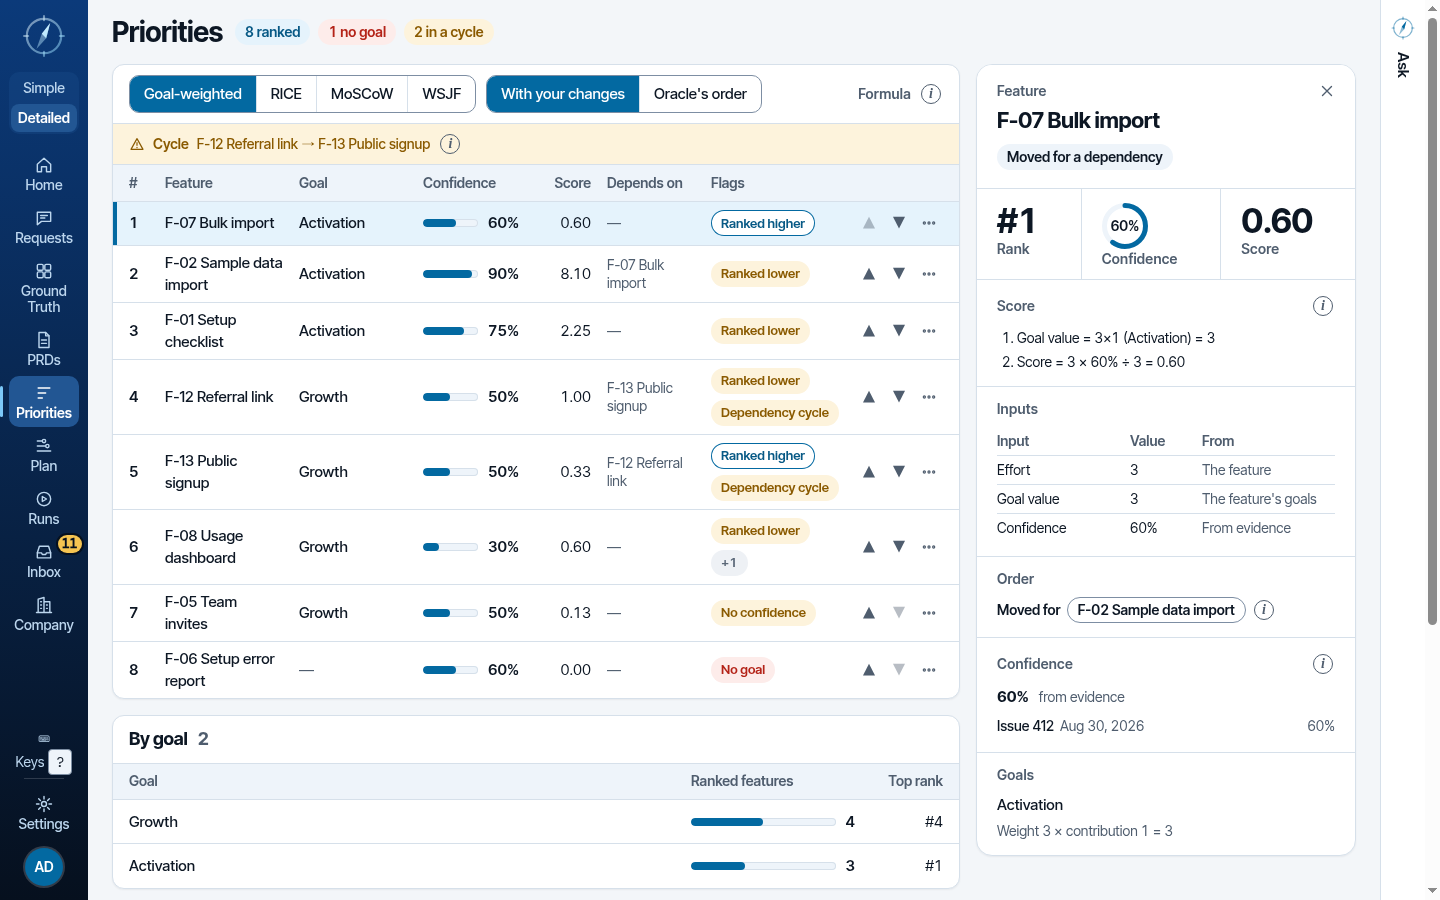 Simple
Detailed
Home
Requests
Ground
Truth
PRDs
Priorities
Plan
Runs
11
Inbox
Company
Keys ?
Settings
AD
Priorities 8 ranked 1 no goal 2 in a cycle
Goal-weighted RICE MoSCoW WSJF With your changes Oracle's order Formula i
Cycle F-12 Referral link → F-13 Public signup i
# Feature Goal Confidence Score Depends on Flags
1 F-07 Bulk import Activation 60% 0.60 — Ranked higher ▲ ▼ •••
2 F-02 Sample data import Activation 90% 8.10 F-07 Bulk import Ranked lower ▲ ▼ •••
3 F-01 Setup checklist Activation 75% 2.25 — Ranked lower ▲ ▼ •••
4 F-12 Referral link Growth 50% 1.00 F-13 Public signup Ranked lower Dependency cycle ▲ ▼ •••
5 F-13 Public signup Growth 50% 0.33 F-12 Referral link Ranked higher Dependency cycle ▲ ▼ •••
6 F-08 Usage dashboard Growth 30% 0.60 — Ranked lower +1 ▲ ▼ •••
7 F-05 Team invites Growth 50% 0.13 — No confidence ▲ ▼ •••
8 F-06 Setup error report — 60% 0.00 — No goal ▲ ▼ •••
By goal 2
Goal Ranked features Top rank
Growth 4 #4
Activation 3 #1
Feature
F-07 Bulk import
Moved for a dependency
#1 60% 0.60
Rank Confidence Score
Score i
1. Goal value = 3×1 (Activation) = 3
2. Score = 3 × 60% ÷ 3 = 0.60
Inputs
Input Value From
Effort 3 The feature
Goal value 3 The feature's goals
Confidence 60% From evidence
Order
Moved for F-02 Sample data import i
Confidence i
60% from evidence
Issue 412 Aug 30, 2026 60%
Goals
Activation
Weight 3 × contribution 1 = 3
Ask